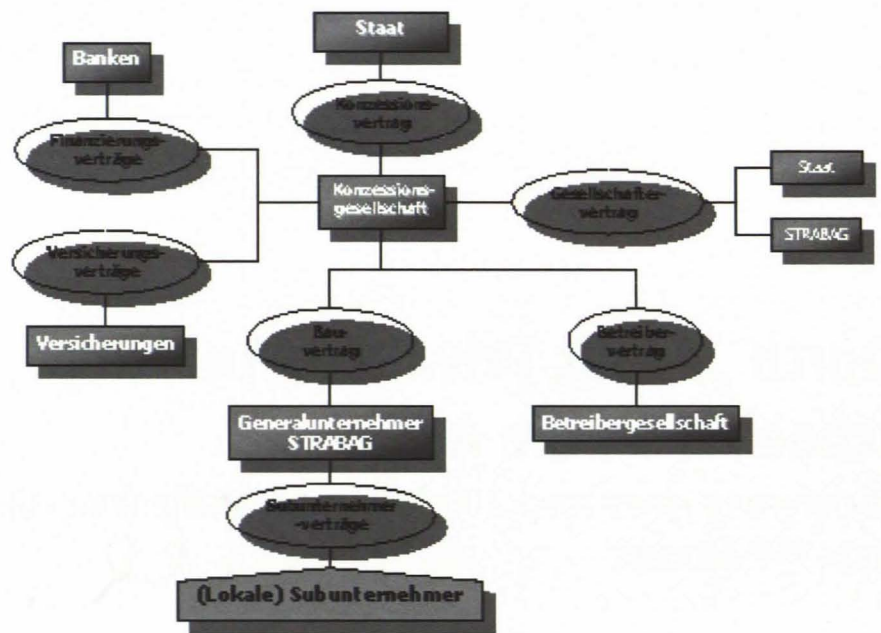 Staat
Banken
Konzessions-
vertrag
Finanzierungs-
verträge
Konzessions-
gesellschaft
Gesellschafter-
vertrag
Staat
STRABAG
Versicherungs-
verträge
Versicherungen
Bau-
vertrag
Betreiber-
vertrag
Generalunternehmer
STRABAG
Betreibergesellschaft
Subunternehmer
-verträge
(Lokale) Subunternehmer